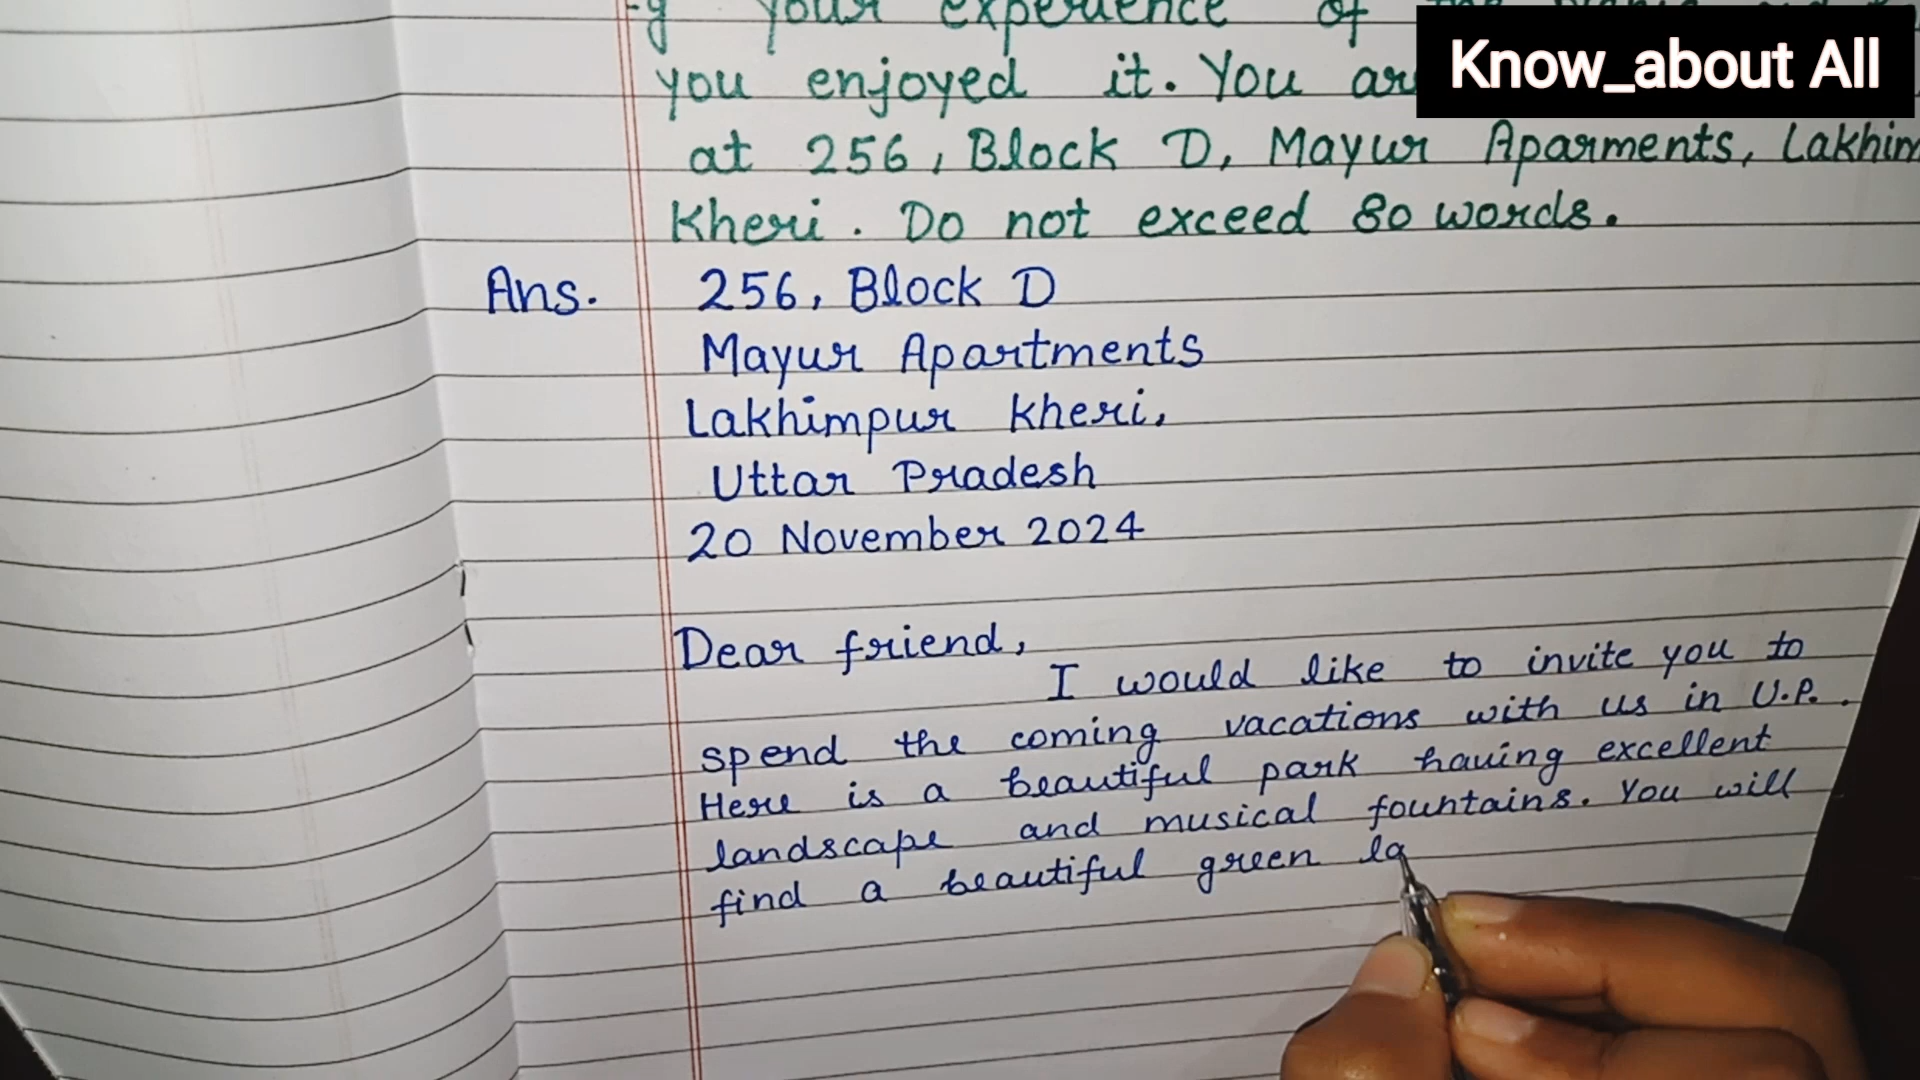 your experience of
you enjoyed it. You
Know_about All
at 256, Block D, Mayur Aparments, Lakhim
Kheri. Do not exceed 80 words.
Ans. 256, Block D
Mayur Apartments
Lakhimpur Kheri,
Uttar Pradesh
20 November 2024
Dear friend,
I would like to invite you to
spend the coming vacations with us in U.P..
Here is a beautiful park having excellent
landscape and musical fountains. You will
find a beautiful green la